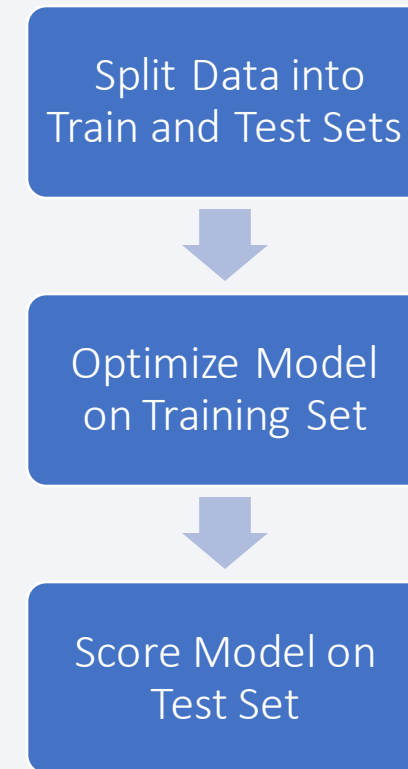 Split Data into
Train and Test Sets
Optimize Model
on Training Set
Score Model on
Test Set